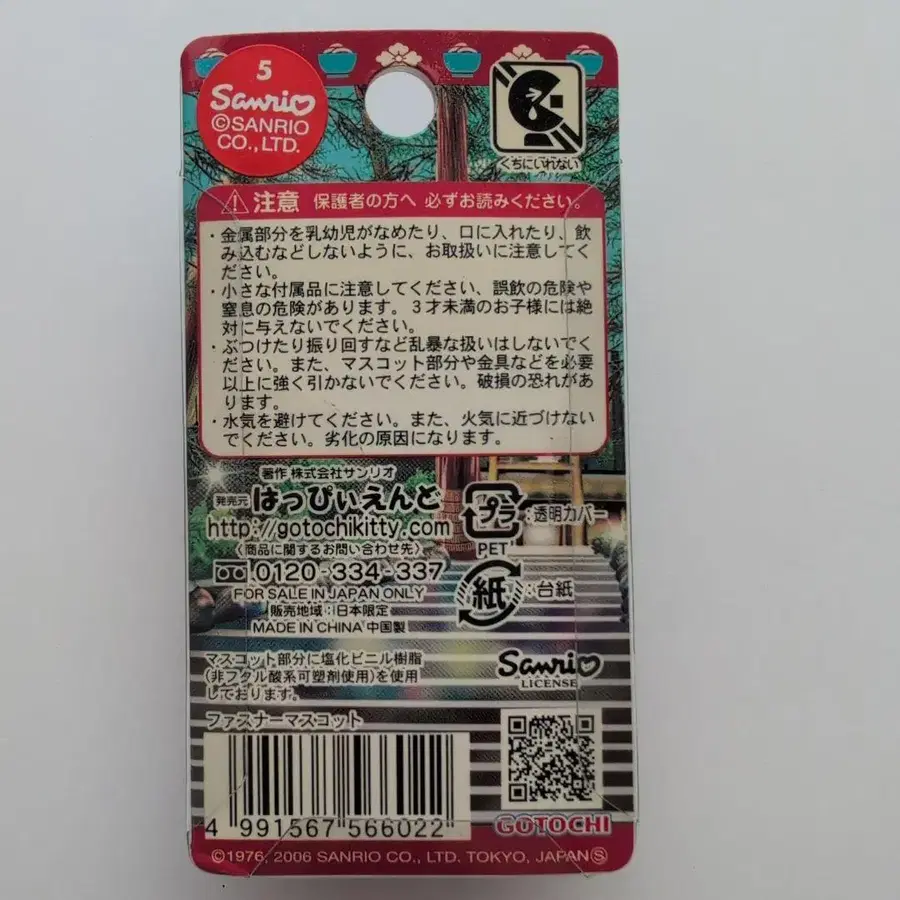 5
Sanrio
©SANRIO
CO., LTD.
くちにいれない
注意 保護者の方へ 必ずお読みください。
・金属部分を乳幼児がなめたり、口に入れたり、飲
み込むなどしないように、お取扱いに注意してく
ださい。
・小さな付属品に注意してください、誤飲の危険や
窒息の危険があります。3才未満のお子様には絶
対に与えないでください。
・ぶつけたり振り回すなど乱暴な扱いはしないでく
ださい。また、マスコット部分や金具などを必要
以上に強く引かないでください。破損の恐れがあ
ります。
・水気を避けてください。また、火気に近づけない
でください。劣化の原因になります。
著作 株式会社サンリオ
発売元 はっぴぃえんど
http://gotochikitty.com
〈商品に関するお問い合わせ先〉
0120-334-337
FOR SALE IN JAPAN ONLY
販売地域:日本限定
MADE IN CHINA 中国製
プラ:透明カバー
PET
紙:台紙
マスコット部分に塩化ビニル樹脂
(非フタル酸系可塑剤使用)を使用
しております。
Sanrio
LICENSE
ファスナーマスコット
4 991567 566022
GOTOCHI
©1976, 2006 SANRIO CO., LTD. TOKYO, JAPAN Ⓢ